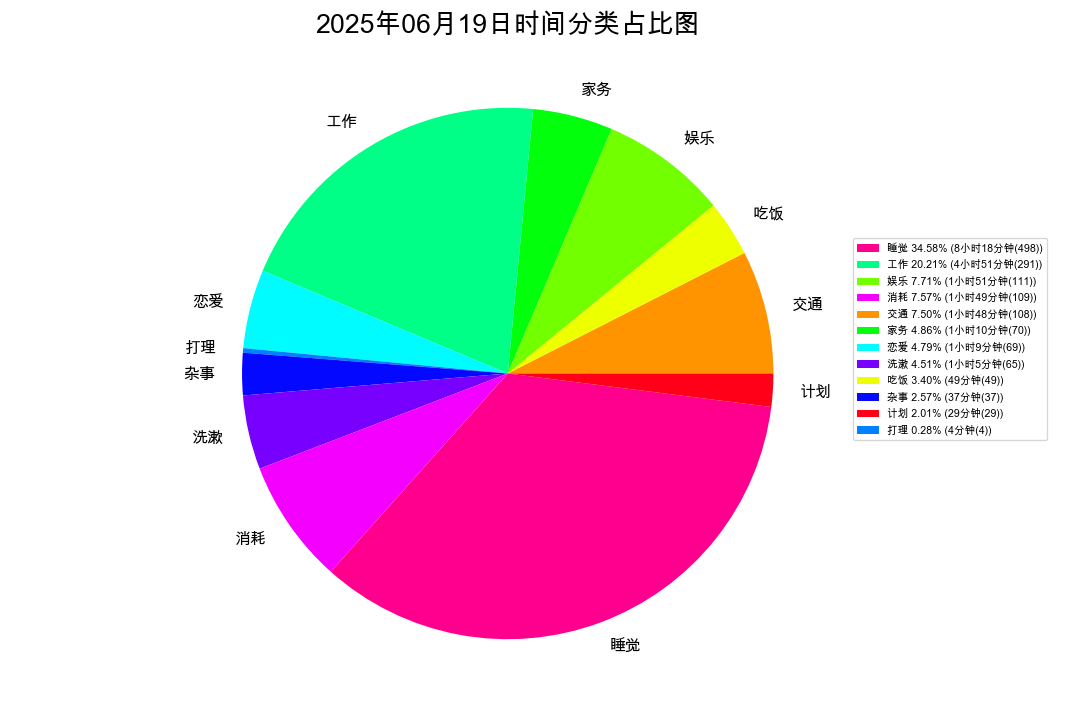 2025年06月19日时间分类占比图
家务
工作
娱乐
吃饭
恋爱
交通
打理
杂事
计划
洗漱
消耗
睡觉
睡觉 34.58% (8小时18分钟(498))
工作 20.21% (4小时51分钟(291))
娱乐 7.71% (1小时51分钟(111))
消耗 7.57% (1小时49分钟(109))
交通 7.50% (1小时48分钟(108))
家务 4.86% (1小时10分钟(70))
恋爱 4.79% (1小时9分钟(69))
洗漱 4.51% (1小时5分钟(65))
吃饭 3.40% (49分钟(49))
杂事 2.57% (37分钟(37))
计划 2.01% (29分钟(29))
打理 0.28% (4分钟(4))